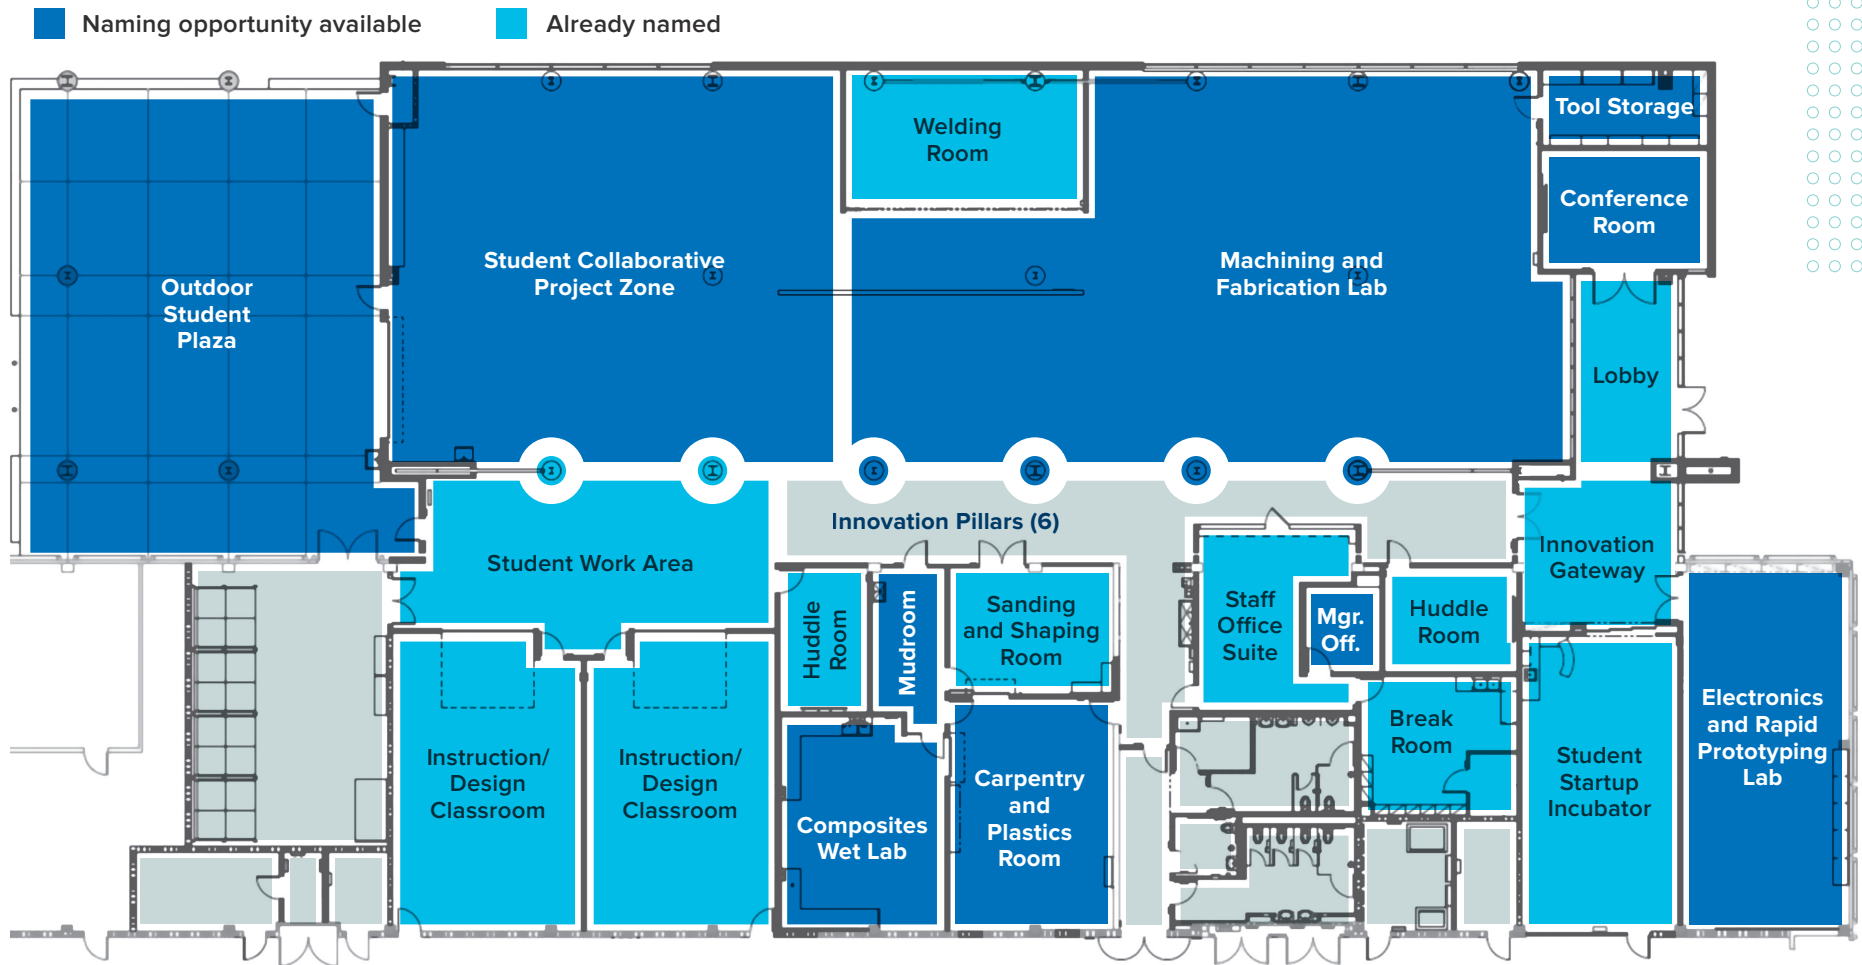 Naming opportunity available
Already named
Welding
Room
Tool Storage
Conference
Room
Outdoor
Student
Plaza
Student Collaborative
Project Zone
Machining and
Fabrication Lab
Lobby
Innovation Pillars (6)
Student Work Area
Innovation
Gateway
Huddle
Room
Mudroom
Sanding
and Shaping
Room
Staff
Office
Suite
Mgr.
Off.
Huddle
Room
Electronics
and Rapid
Prototyping
Lab
Break
Room
Instruction/
Design
Classroom
Instruction/
Design
Classroom
Composites
Wet Lab
Carpentry
and
Plastics
Room
Student
Startup
Incubator